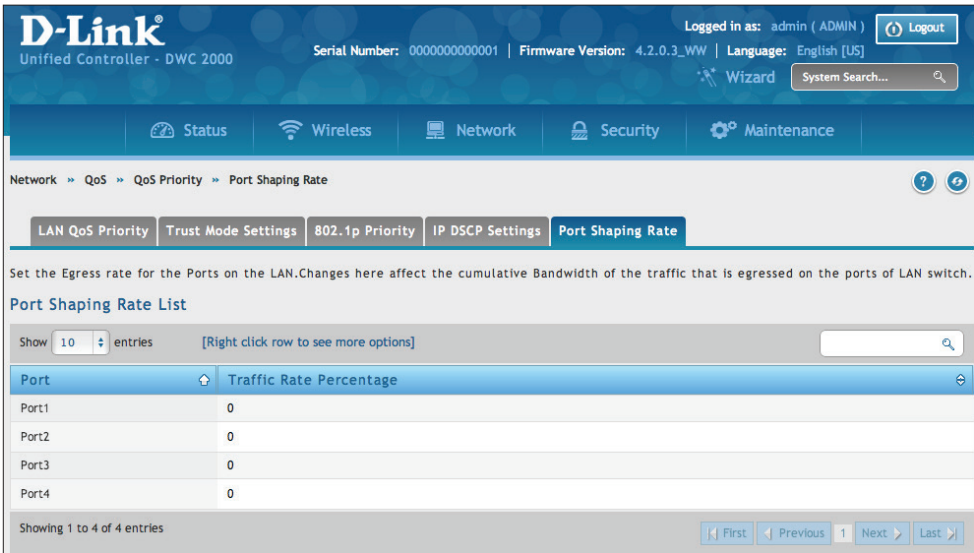 D-Link®
Unified Controller - DWC 2000
Logged in as: admin ( ADMIN )
Logout
Serial Number: 0000000000001 | Firmware Version: 4.2.0.3_WW | Language: English [US]
Wizard
System Search...
Status
Wireless
Network
Security
Maintenance
Network » QoS » QoS Priority » Port Shaping Rate
?
LAN QoS Priority
Trust Mode Settings
802.1p Priority
IP DSCP Settings
Port Shaping Rate
Set the Egress rate for the Ports on the LAN.Changes here affect the cumulative Bandwidth of the traffic that is egressed on the ports of LAN switch.
Port Shaping Rate List
Show 10 entries
[Right click row to see more options]
Port Traffic Rate Percentage
Port1 0
Port2 0
Port3 0
Port4 0
Showing 1 to 4 of 4 entries
First Previous 1 Next Last